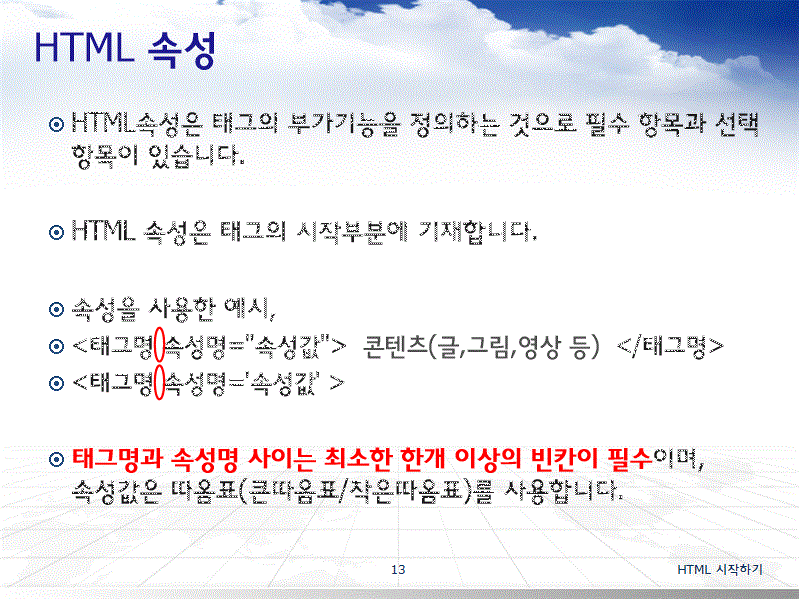 HTML 속성
HTML속성은 태그의 부가기능을 정의하는 것으로 필수 항목과 선택
항목이 있습니다.
HTML 속성은 태그의 시작부분에 기재합니다.
속성을 사용한 예시,
<태그명 속성명="속성값"> 콘텐츠(글,그림,영상 등) </태그명>
<태그명 속성명='속성값' >
태그명과 속성명 사이는 최소한 한개 이상의 빈칸이 필수이며,
속성값은 따옴표(큰따옴표/작은따옴표)를 사용합니다.
13
HTML 시작하기